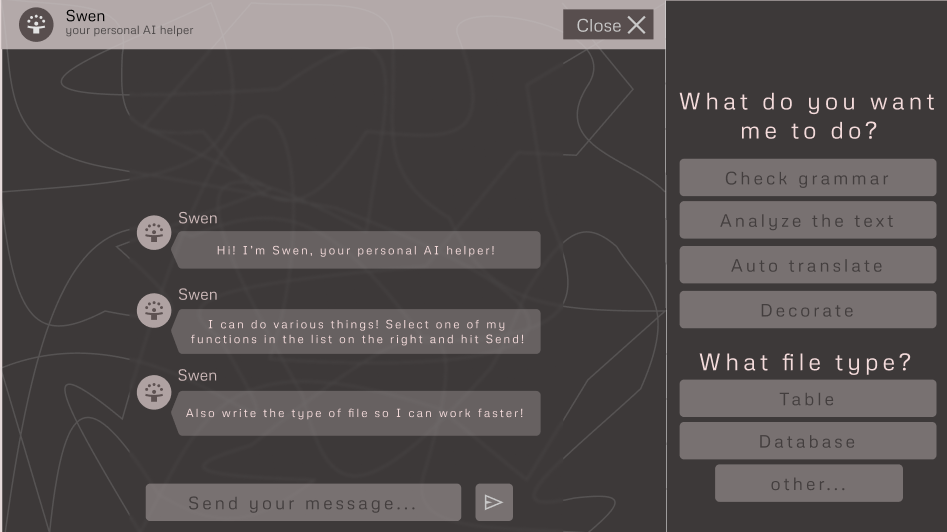 Swen
your personal AI helper
Close
Swen
Hi! I'm Swen, your personal AI helper!
Swen
I can do various things! Select one of my
functions in the list on the right and hit Send!
Swen
Also write the type of file so I can work faster!
Send your message...
What do you want
me to do?
Check grammar
Analyze the text
Auto translate
Decorate
What file type?
Table
Database
other...